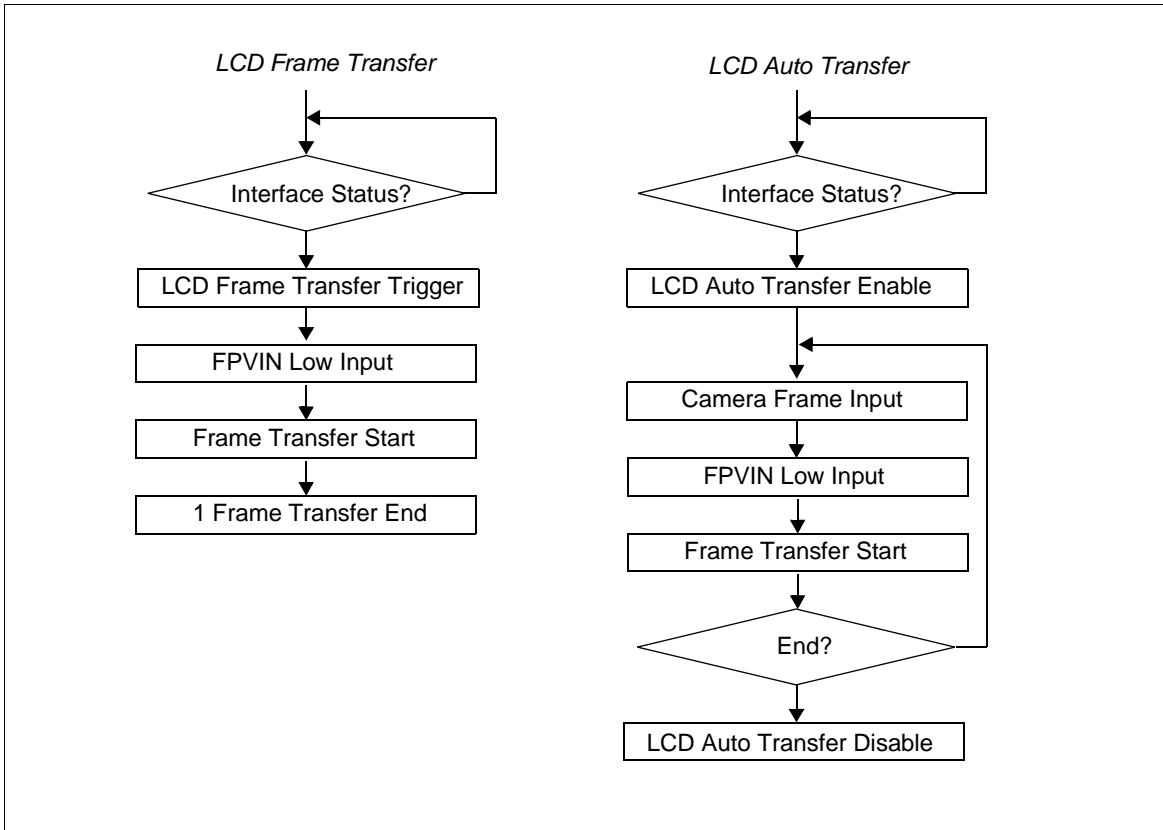 LCD Frame Transfer
Interface Status?
LCD Frame Transfer Trigger
FPVIN Low Input
Frame Transfer Start
1 Frame Transfer End
LCD Auto Transfer
Interface Status?
LCD Auto Transfer Enable
Camera Frame Input
FPVIN Low Input
Frame Transfer Start
End?
LCD Auto Transfer Disable